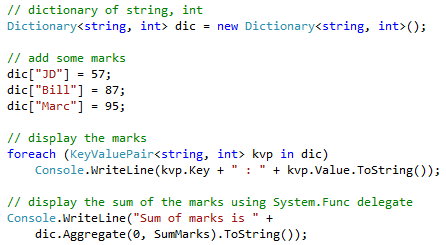 // dictionary of string, int
Dictionary<string, int> dic = new Dictionary<string, int>();
// add some marks
dic["JD"] = 57;
dic["Bill"] = 87;
dic["Marc"] = 95;
// display the marks
foreach (KeyValuePair<string, int> kvp in dic)
    Console.WriteLine(kvp.Key + " : " + kvp.Value.ToString());
// display the sum of the marks using System.Func delegate
Console.WriteLine("Sum of marks is " +
    dic.Aggregate(0, SumMarks).ToString());